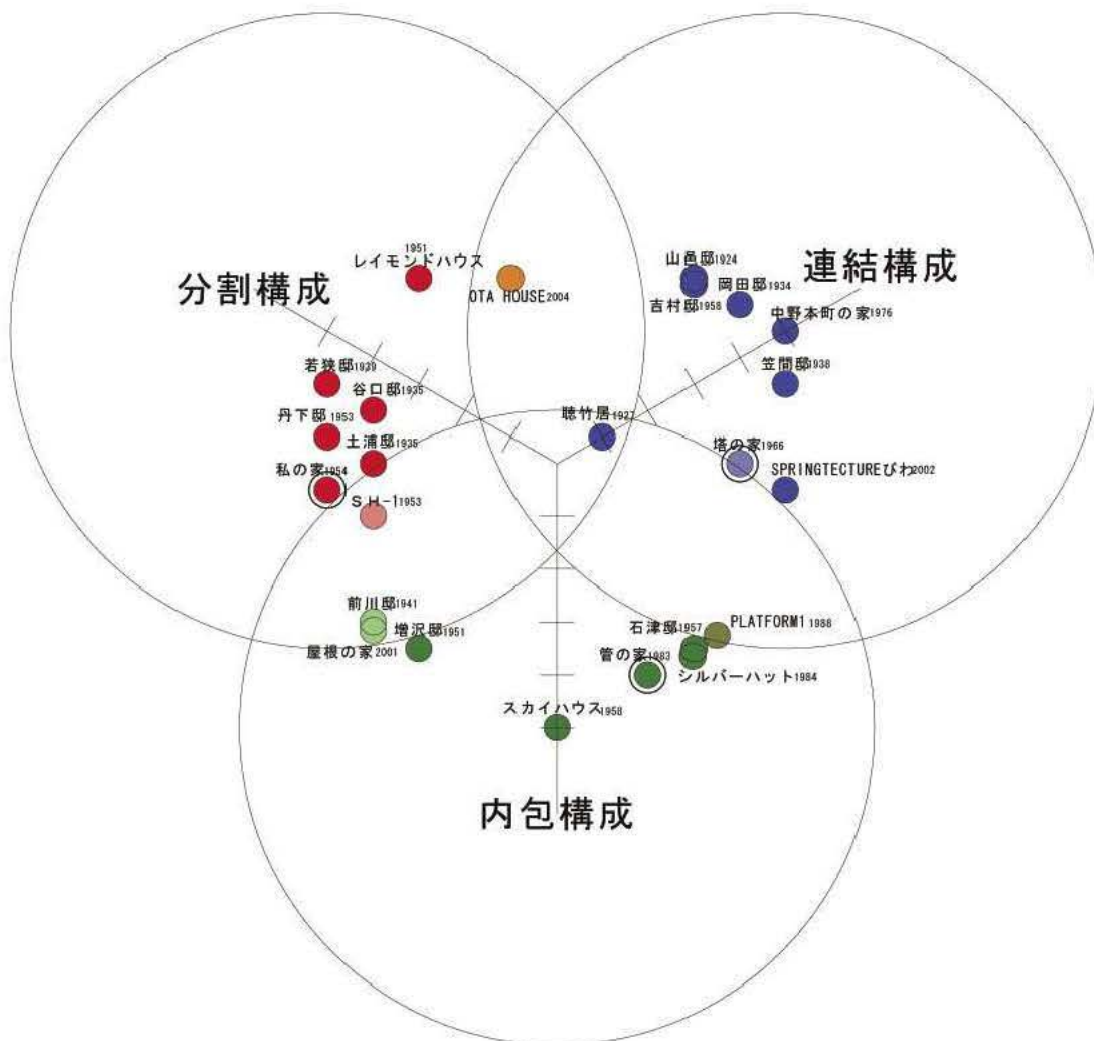 1951
レイモンドハウス
分割構成
OTA HOUSE2004
山邑邸1924
岡田邸1934
吉村邸1958
連結構成
中野本町の家1976
笠間邸1938
若狭邸1939
谷口邸1935
丹下邸1953
土浦邸1935
私の家1954
SH-11953
聴竹居1927
塔の家1966
SPRINGTECTUREびわ2002
前川邸1941
増沢邸1951
屋根の家2001
石津邸1957
PLATFORM1 1988
管の家1983
シルバーハット1984
スカイハウス1958
内包構成